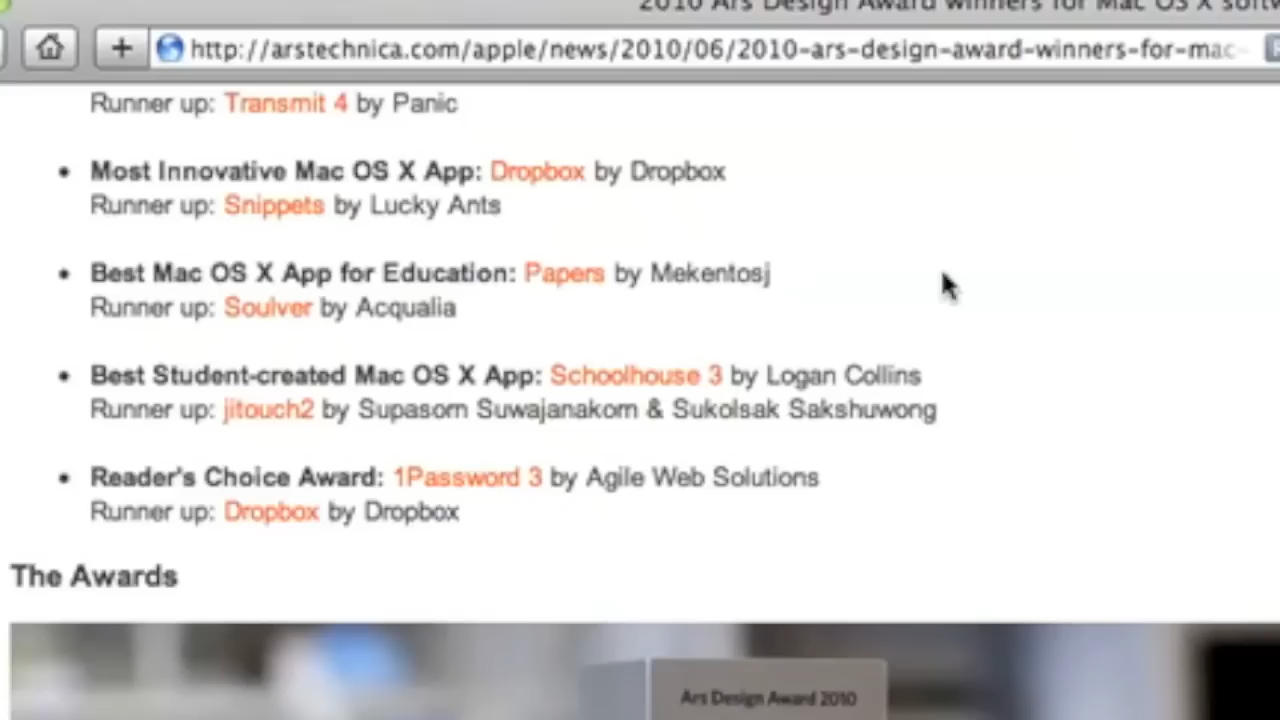 2010 Ars Design Award winners for Mac OS X softw
http://arstechnica.com/apple/news/2010/06/2010-ars-design-award-winners-for-mac-
Runner up: Transmit 4 by Panic
• Most Innovative Mac OS X App: Dropbox by Dropbox
Runner up: Snippets by Lucky Ants
• Best Mac OS X App for Education: Papers by Mekentosj
Runner up: Soulver by Acqualia
• Best Student-created Mac OS X App: Schoolhouse 3 by Logan Collins
Runner up: jitouch2 by Supasorn Suwajanakorn & Sukolsak Sakshuwong
• Reader's Choice Award: 1Password 3 by Agile Web Solutions
Runner up: Dropbox by Dropbox
The Awards
Ars Design Award 2010